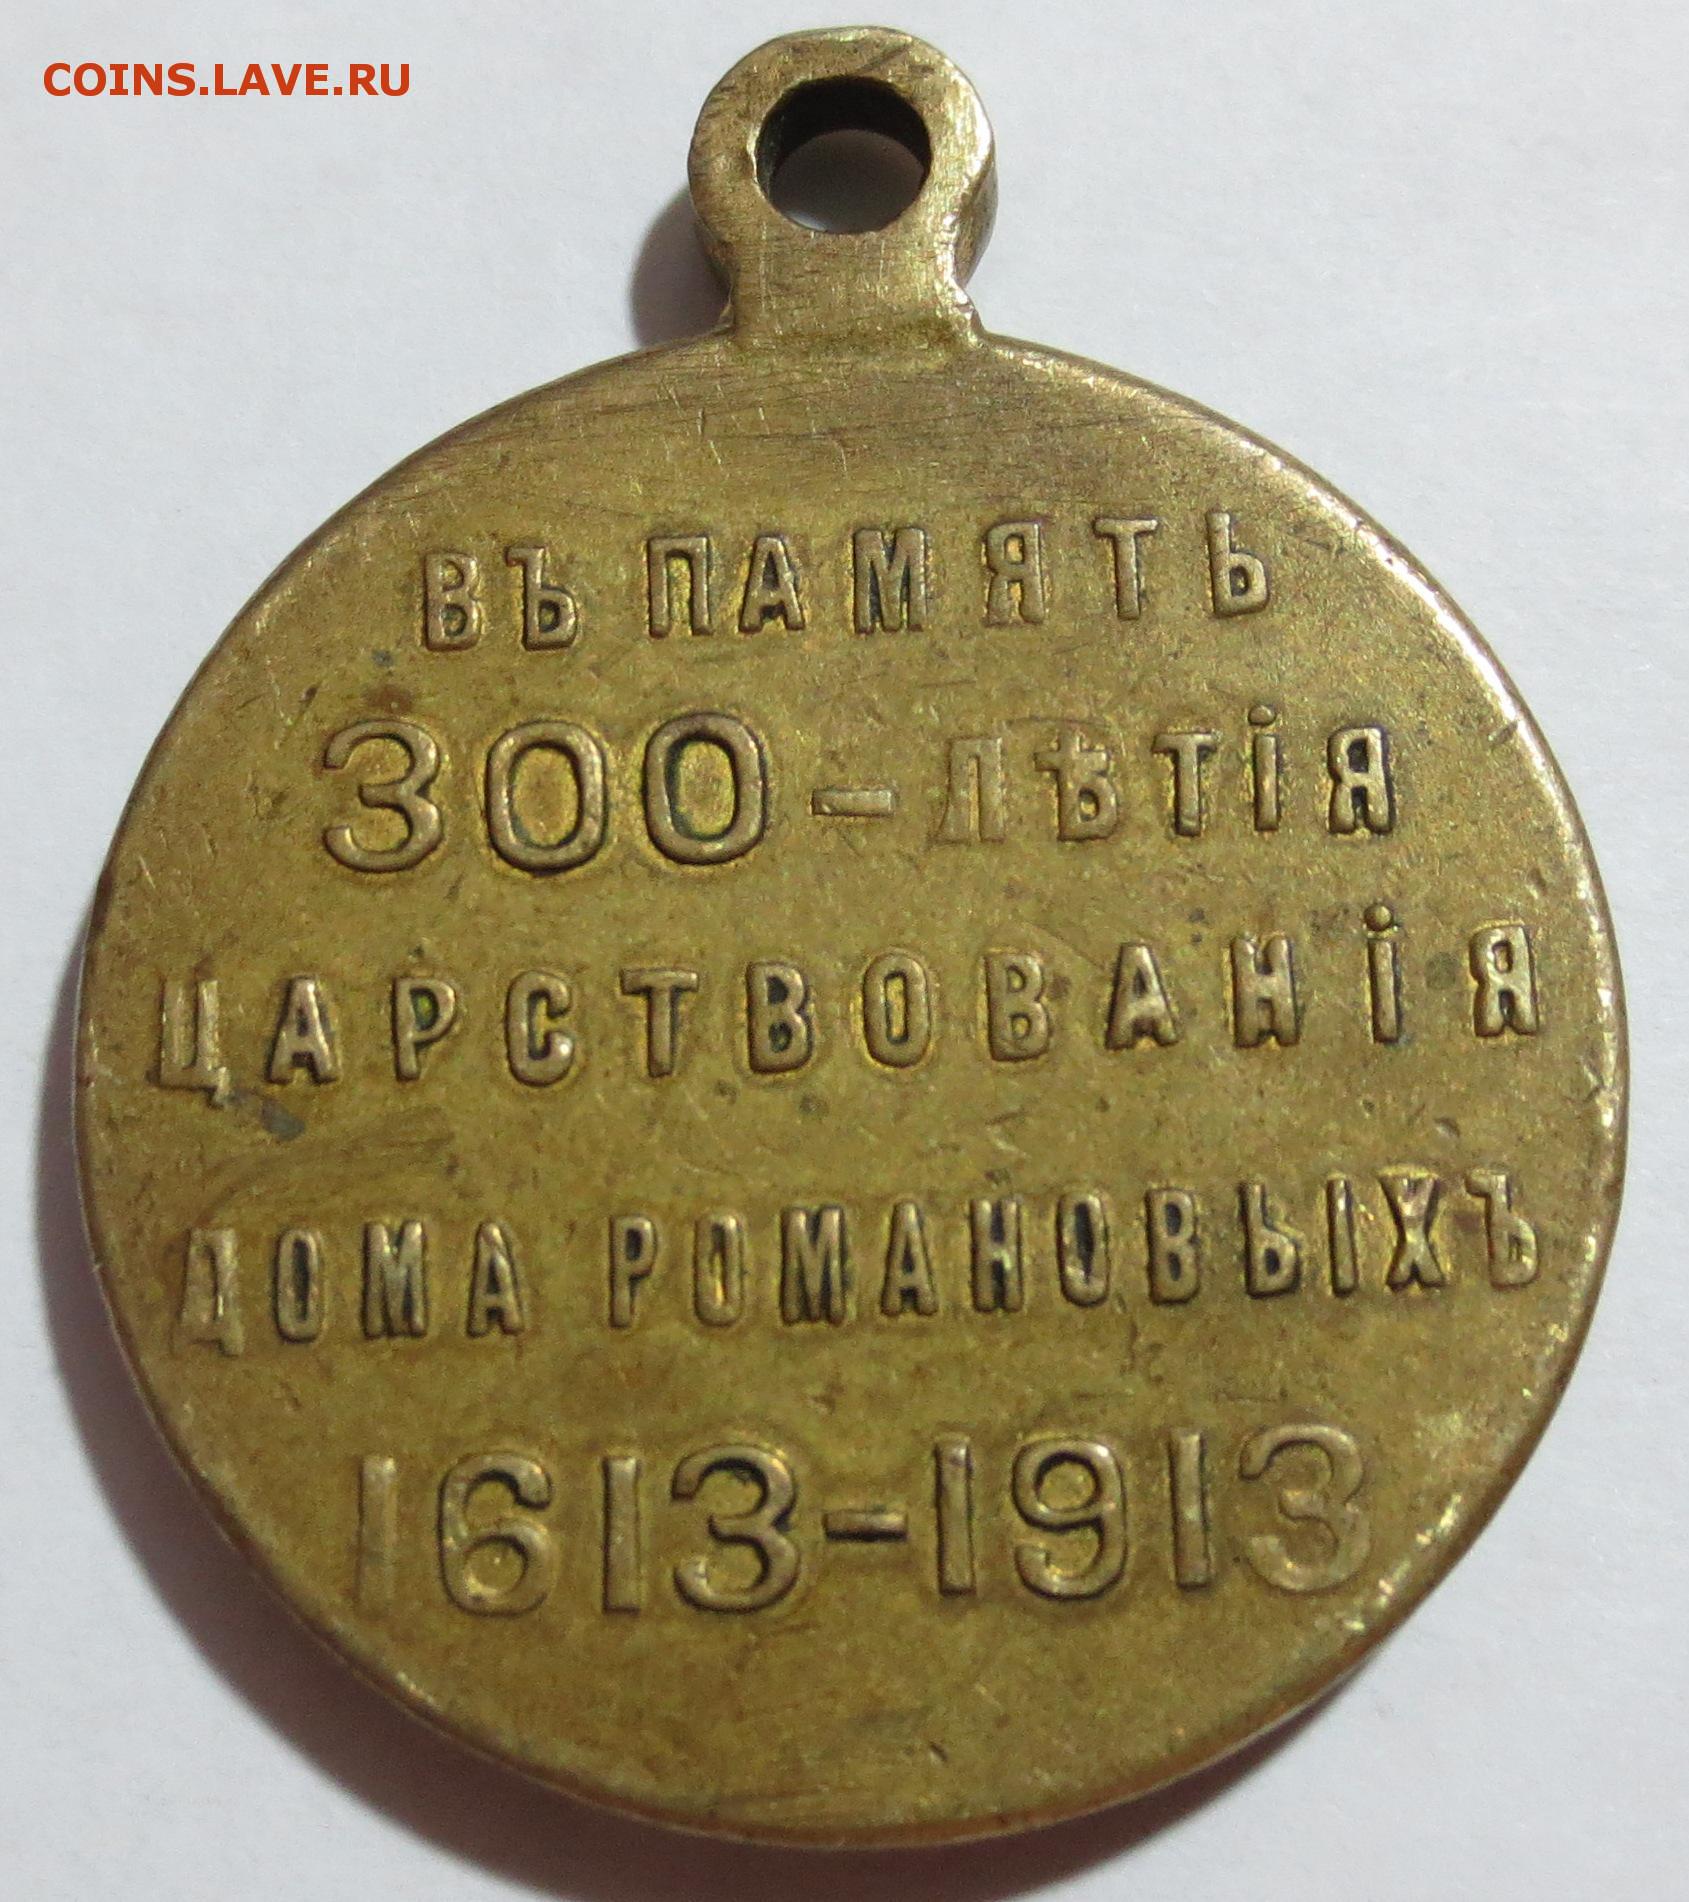 COINS.LAVE.RU
ВЪ ПАМЯТЬ
300-ЛѢТІЯ
ЦАРСТВОВАНІЯ
ДОМА РОМАНОВЫХЪ
1613-1913